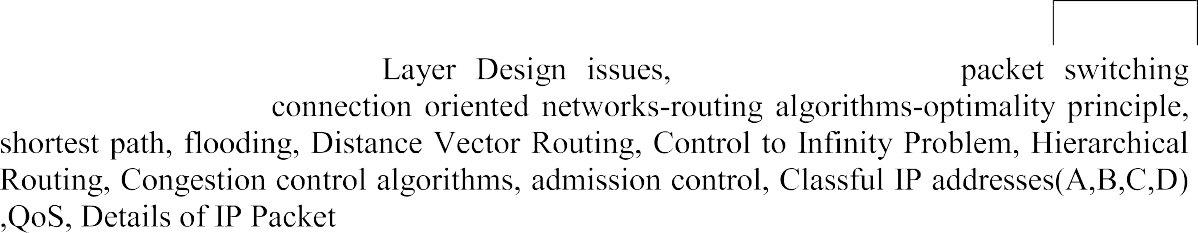 Layer Design issues, packet switching
connection oriented networks-routing algorithms-optimality principle,
shortest path, flooding, Distance Vector Routing, Control to Infinity Problem, Hierarchical
Routing, Congestion control algorithms, admission control, Classful IP addresses(A,B,C,D)
,QoS, Details of IP Packet